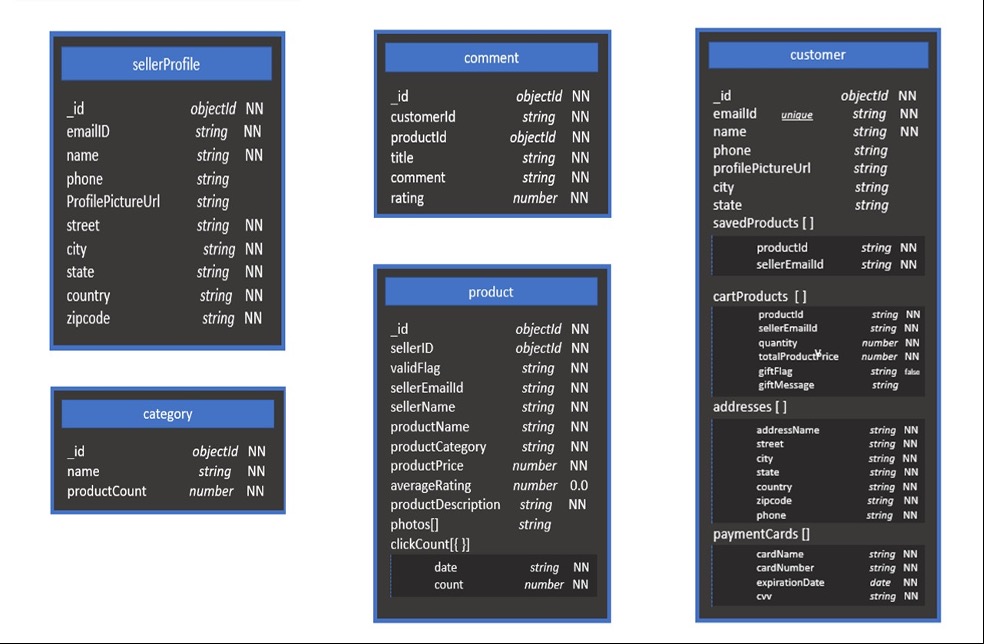 sellerProfile
_id objectId NN
emailID string NN
name string NN
phone string
ProfilePictureUrl string
street string NN
city string NN
state string NN
country string NN
zipcode string NN
category
_id objectId NN
name string NN
productCount number NN
comment
_id objectId NN
customerId string NN
productId objectId NN
title string NN
comment string NN
rating number NN
product
_id objectId NN
sellerID objectId NN
validFlag string NN
sellerEmailId string NN
sellerName string NN
productName string NN
productCategory string NN
productPrice number NN
averageRating number 0.0
productDescription string NN
photos[] string
clickCount[{ }]
date string NN
count number NN
customer
_id objectId NN
emailId unique string NN
name string NN
phone string
profilePictureUrl string
city string
state string
savedProducts [ ]
productId string NN
sellerEmailId string NN
cartProducts [ ]
productId string NN
sellerEmailId string NN
quantity number NN
totalProductPrice number NN
giftFlag string false
giftMessage string
addresses [ ]
addressName string NN
street string NN
city string NN
state string NN
country string NN
zipcode string NN
phone string NN
paymentCards []
cardName string NN
cardNumber string NN
expirationDate date NN
cvv string NN